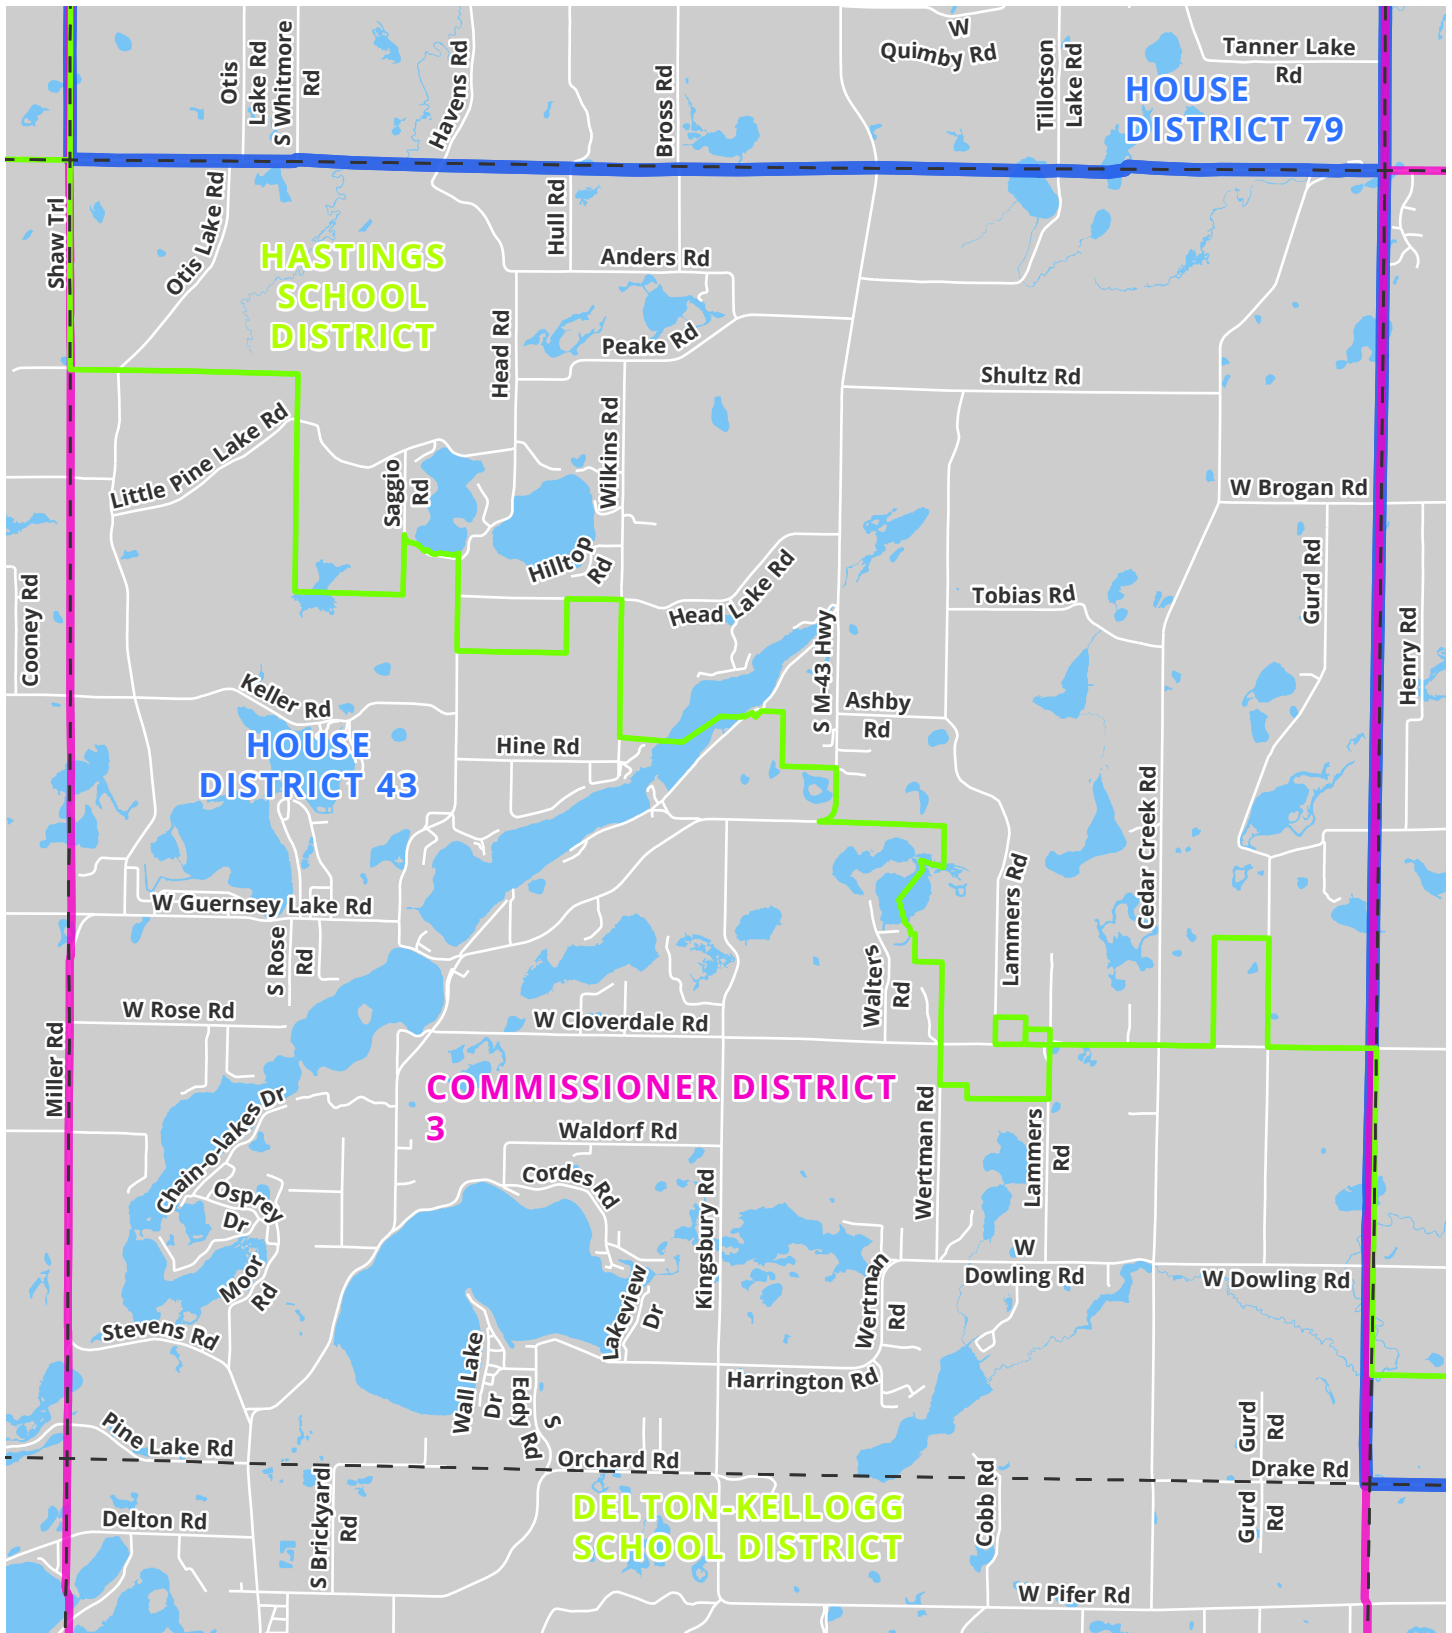 W
Quimby Rd
Tanner Lake
Rd
Otis
Lake Rd
S Whitmore
Rd
Havens Rd
Bross Rd
Tillotson
Lake Rd
HOUSE
DISTRICT 79
Shaw Trl
Otis Lake Rd
Hull Rd
HASTINGS
SCHOOL
DISTRICT
Anders Rd
Head Rd
Peake Rd
Shultz Rd
Little Pine Lake Rd
Saggio
Rd
Wilkins Rd
W Brogan Rd
Hilltop
Rd
Head Lake Rd
Tobias Rd
Gurd Rd
Cooney Rd
Henry Rd
S M-43 Hwy
Ashby
Rd
Keller Rd
Hine Rd
HOUSE
DISTRICT 43
Cedar Creek Rd
Lammers Rd
W Guernsey Lake Rd
S Rose
Rd
Walters
Rd
W Rose Rd
W Cloverdale Rd
Miller Rd
COMMISSIONER DISTRICT
3
Chain-o-lakes Dr
Waldorf Rd
Cordes Rd
Wertman Rd
Lammers
Rd
Osprey
Dr
Kingsbury Rd
Moor
Rd
W
Dowling Rd
W Dowling Rd
Lakeview
Dr
Wertman
Rd
Stevens Rd
Wall Lake
Dr
Harrington Rd
S
Eddy Rd
Pine Lake Rd
Orchard Rd
Gurd
Rd
Drake Rd
DELTON-KELLOGG
SCHOOL DISTRICT
Delton Rd
S Brickyard
Rd
Cobb Rd
Gurd
Rd
W Pifer Rd